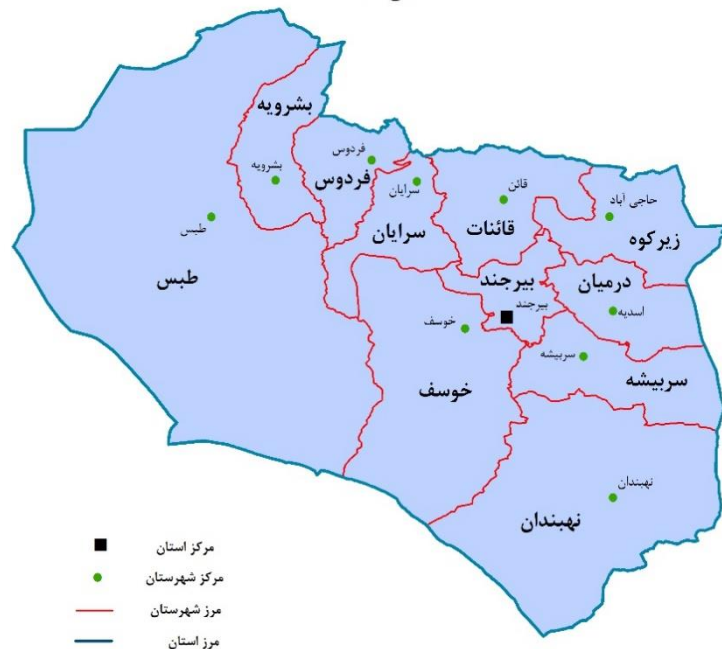 بشرویه
بشرویه
فردوس
فردوس
سرایان
سرایان
قائن
قائنات
حاجی آباد
زیرکوه
طبس
طبس
بیرجند
بیرجند
درمیان
اسدیه
خوسف
خوسف
سربیشه
سربیشه
نهبندان
نهبندان
مرکز استان
مرکز شهرستان
مرز شهرستان
مرز استان